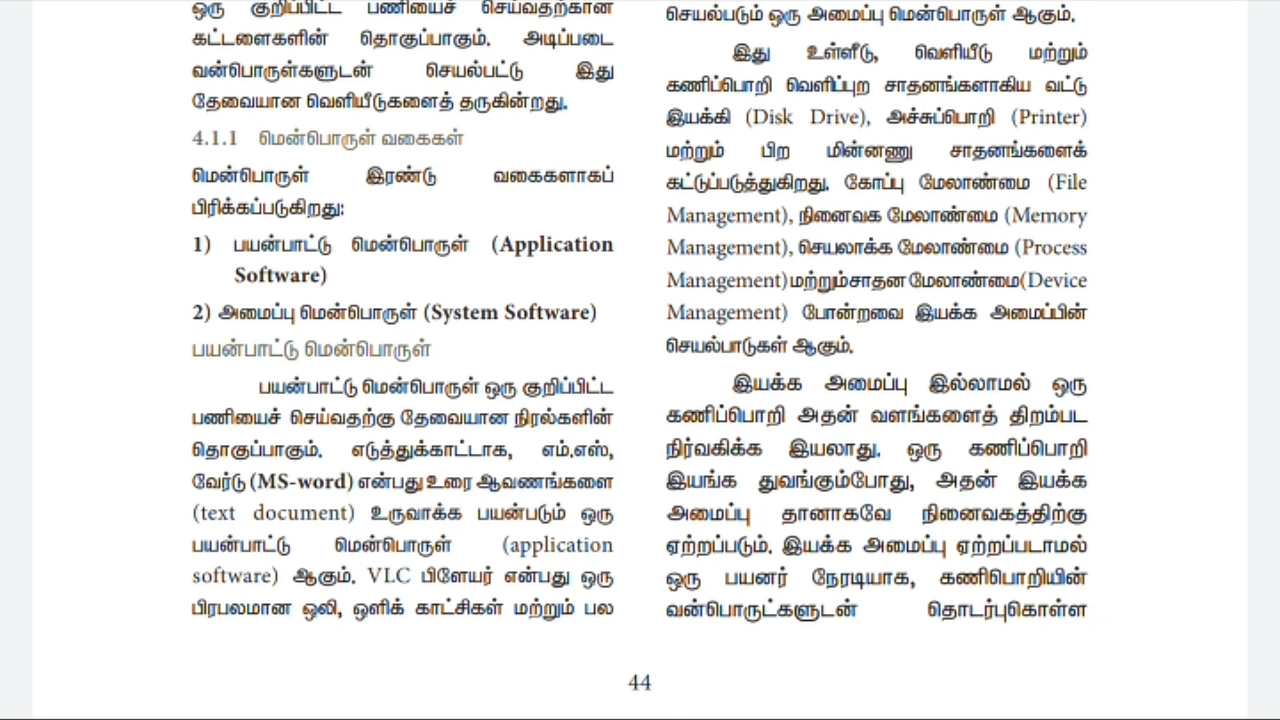 ஒரு குறிப்பிட்ட பணியைச் செய்வதற்கான
கட்டளைகளின் தொகுப்பாகும். அடிப்படை
வன்பொருள்களுடன் செயல்பட்டு இது
தேவையான வெளியீடுகளைத் தருகின்றது.
4.1.1 மென்பொருள் வகைகள்
மென்பொருள் இரண்டு வகைகளாகப்
பிரிக்கப்படுகிறது:
1) பயன்பாட்டு மென்பொருள் (Application
Software)
2) அமைப்பு மென்பொருள் (System Software)
பயன்பாட்டு மென்பொருள்
பயன்பாட்டு மென்பொருள் ஒரு குறிப்பிட்ட
பணியைச் செய்வதற்கு தேவையான நிரல்களின்
தொகுப்பாகும். எடுத்துக்காட்டாக, எம்.எஸ்,
வேர்டு (MS-word) என்பது உரை ஆவணங்களை
(text document) உருவாக்க பயன்படும் ஒரு
பயன்பாட்டு மென்பொருள் (application
software) ஆகும். VLC பிளேயர் என்பது ஒரு
பிரபலமான ஒலி, ஒளிக் காட்சிகள் மற்றும் பல
செயல்படும் ஒரு அமைப்பு மென்பொருள் ஆகும்.
இது உள்ளீடு, வெளியீடு மற்றும்
கணிப்பொறி வெளிப்புற சாதனங்களாகிய வட்டு
இயக்கி (Disk Drive), அச்சுப்பொறி (Printer)
மற்றும் பிற மின்னணு சாதனங்களைக்
கட்டுப்படுத்துகிறது. கோப்பு மேலாண்மை (File
Management), நினைவக மேலாண்மை (Memory
Management), செயலாக்க மேலாண்மை (Process
Management) மற்றும்சாதன மேலாண்மை(Device
Management) போன்றவை இயக்க அமைப்பின்
செயல்பாடுகள் ஆகும்.
இயக்க அமைப்பு இல்லாமல் ஒரு
கணிப்பொறி அதன் வளங்களைத் திறம்பட
நிர்வகிக்க இயலாது. ஒரு கணிப்பொறி
இயங்க துவங்கும்போது, அதன் இயக்க
அமைப்பு தானாகவே நினைவகத்திற்கு
ஏற்றப்படும். இயக்க அமைப்பு ஏற்றப்படாமல்
ஒரு பயனர் நேரடியாக, கணிபொறியின்
வன்பொருட்களுடன் தொடர்புகொள்ள
44